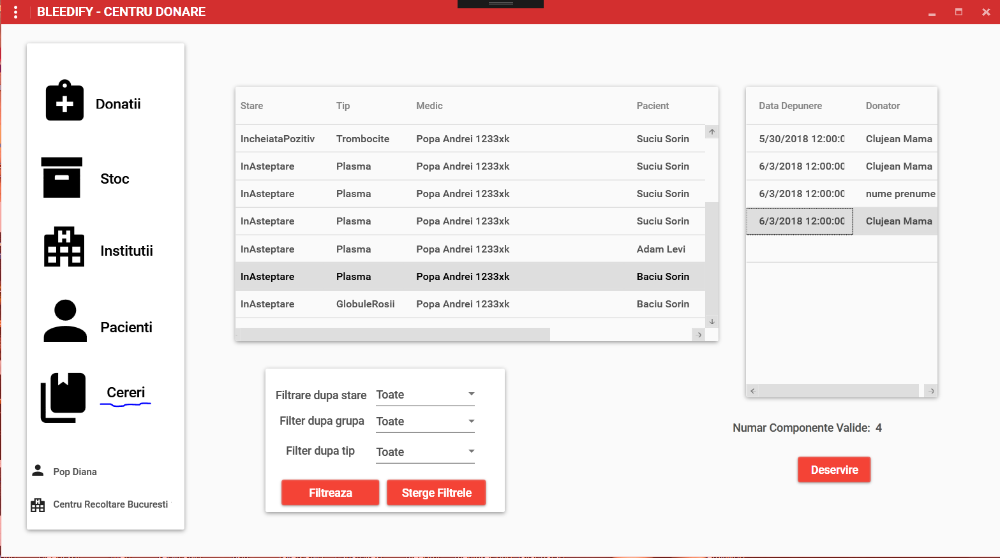 BLEEDIFY - CENTRU DONARE
Donatii
Stoc
Institutii
Pacienti
Cereri
Pop Diana
Centru Recoltare Bucuresti
Stare Tip Medic Pacient
IncheiataPozitiv Trombocite Popa Andrei 1233xk Suciu Sorin
InAsteptare Plasma Popa Andrei 1233xk Suciu Sorin
InAsteptare Plasma Popa Andrei 1233xk Suciu Sorin
InAsteptare Plasma Popa Andrei 1233xk Suciu Sorin
InAsteptare Plasma Popa Andrei 1233xk Adam Levi
InAsteptare Plasma Popa Andrei 1233xk Baciu Sorin
InAsteptare GlobuleRosii Popa Andrei 1233xk Baciu Sorin
Filtrare dupa stare Toate
Filter dupa grupa Toate
Filter dupa tip Toate
Filtreaza Sterge Filtrele
Data Depunere Donator
5/30/2018 12:00:0 Clujean Mama
6/3/2018 12:00:00 Clujean Mama
6/3/2018 12:00:00 nume prenume
6/3/2018 12:00:00 Clujean Mama
Numar Componente Valide: 4
Deservire